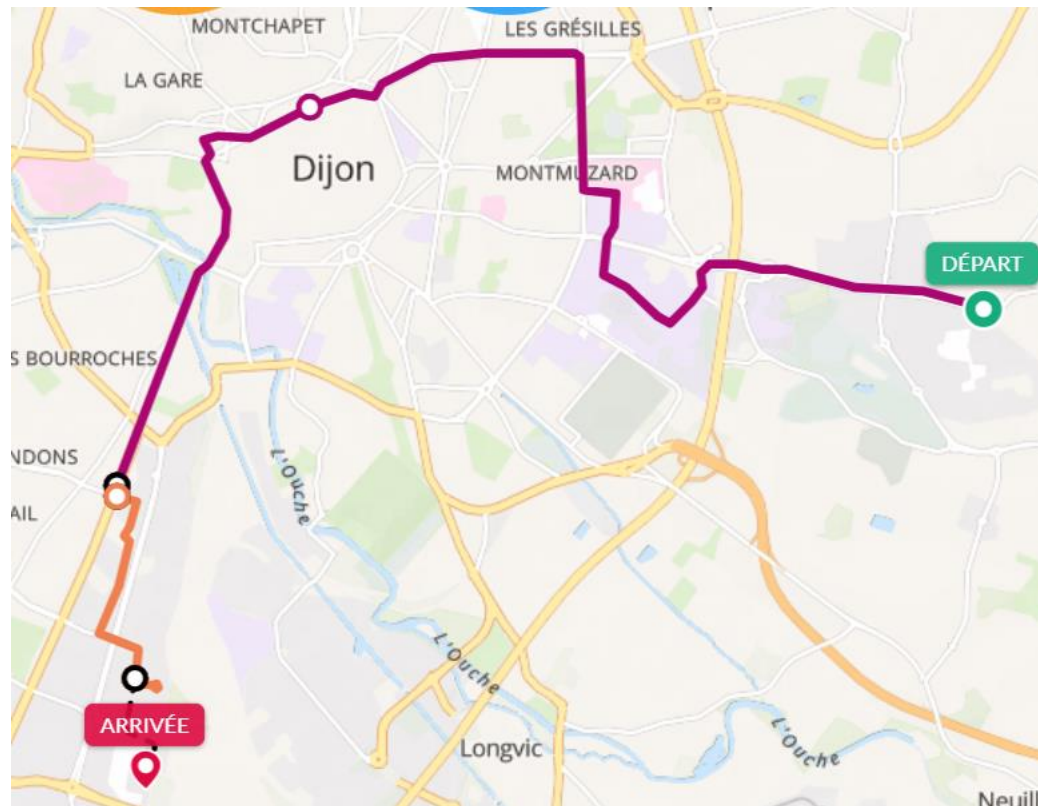 MONTCHAPET
LES GRÉSILLES
LA GARE
Dijon
MONTMUZARD
DÉPART
S BOURROCHES
NDONS
L'Ouche
AIL
L'Ouche
ARRIVÉE
Longvic
L'Ouche
Neuill